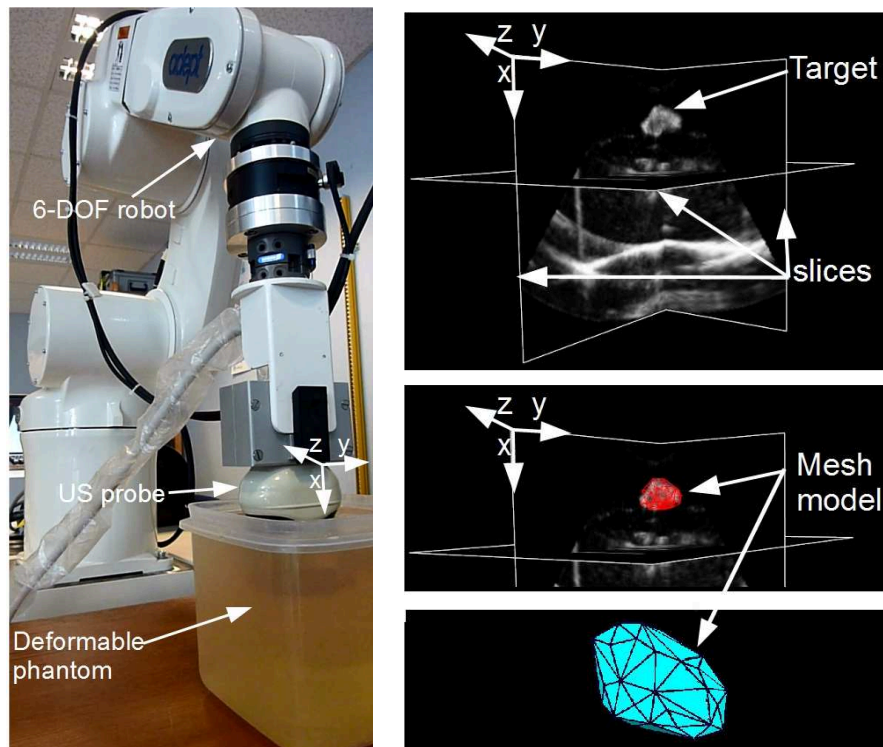 adept
6-DOF robot
z
y
x
US probe
Deformable
phantom
z
y
x
Target
slices
z
y
x
Mesh
model